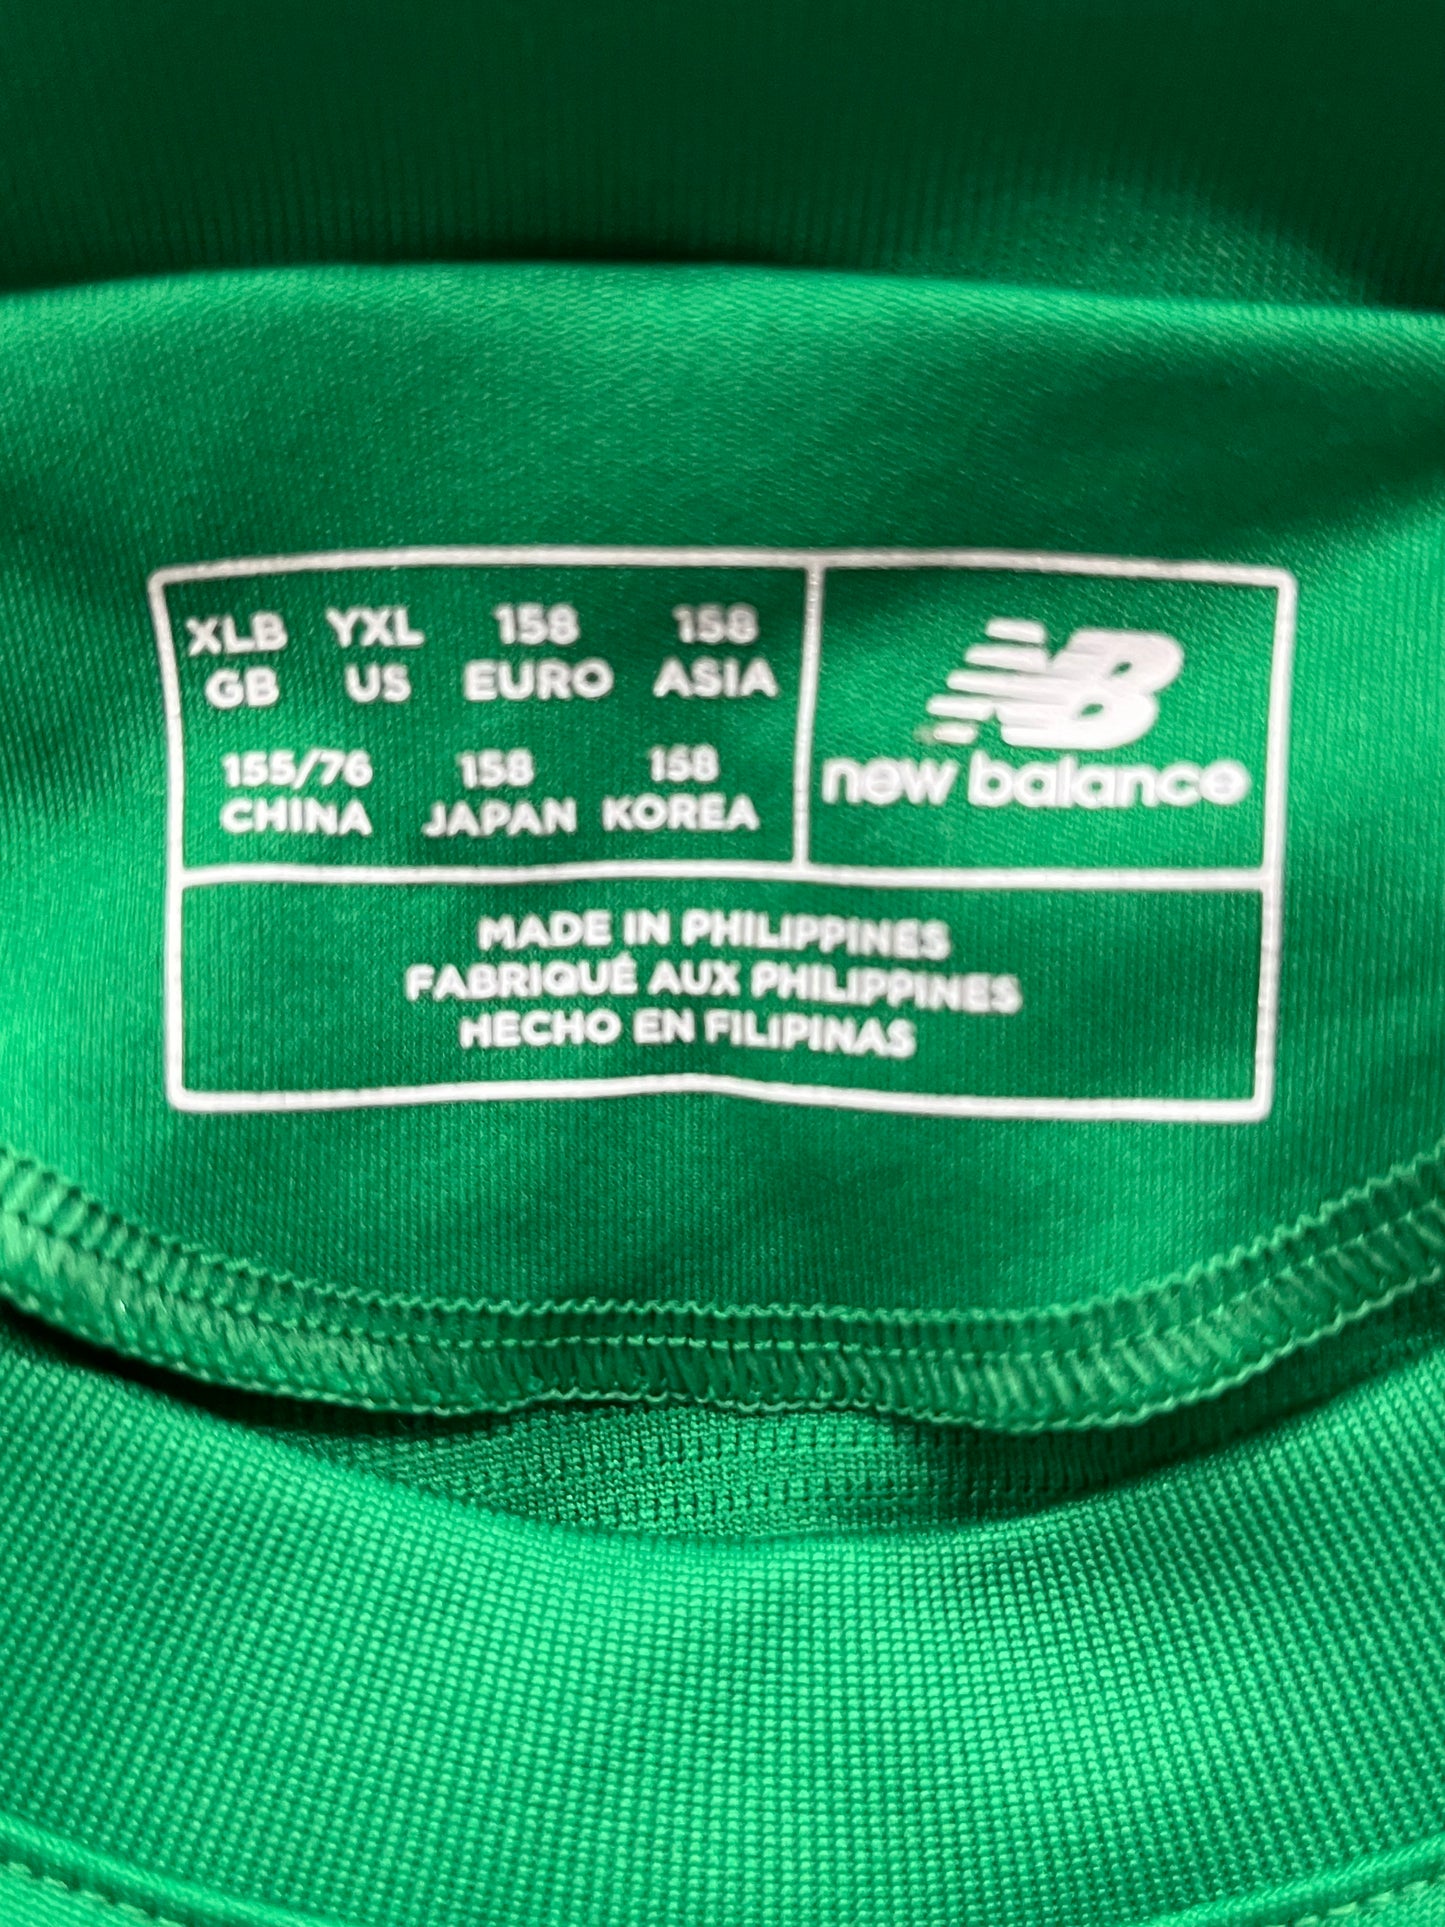 XLB YXL 158 158
GB US EURO ASIA
155/76 158 158
CHINA JAPAN KOREA
NB
new balance
MADE IN PHILIPPINES
FABRIQUÉ AUX PHILIPPINES
HECHO EN FILIPINAS